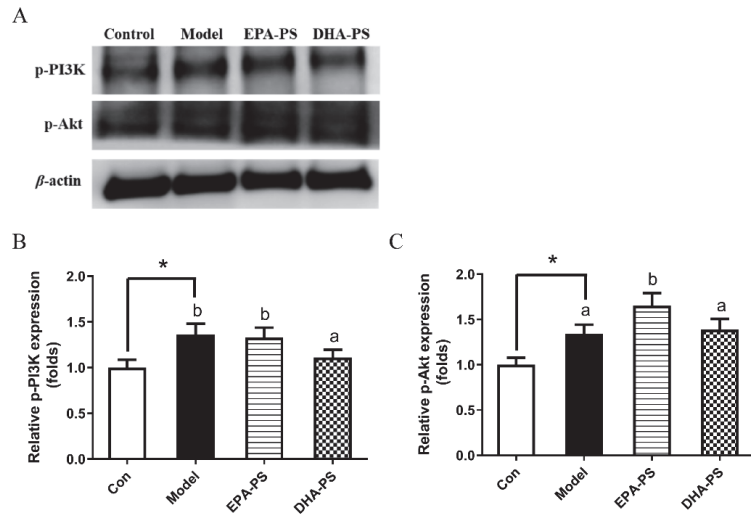 A
Control Model EPA-PS DHA-PS
p-PI3K
p-Akt
β-actin
B
Relative p-PI3K expression
(folds)
2.0
1.5
1.0
0.5
0.0
*
b
b
a
Con
Model
EPA-PS
DHA-PS
C
Relative p-Akt expression
(folds)
2.0
1.5
1.0
0.5
0.0
*
a
b
a
Con
Model
EPA-PS
DHA-PS